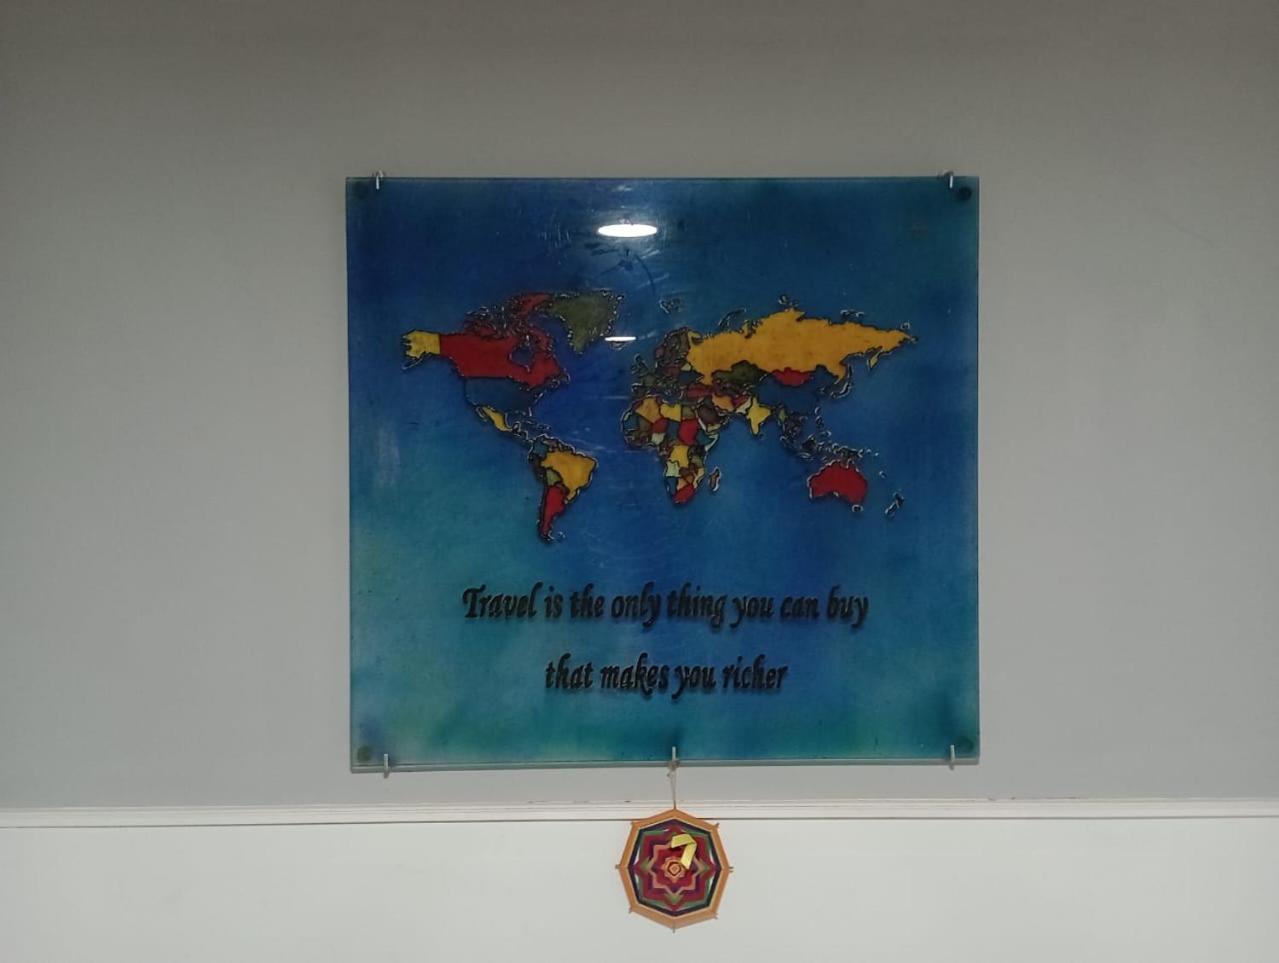 Travel is the only thing you can buy
that makes you richer